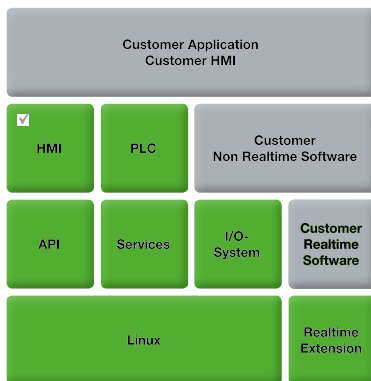 Customer Application
Customer HMI
HMI
PLC
Customer
Non Realtime Software
API
Services
I/O-
System
Customer
Realtime
Software
Linux
Realtime
Extension